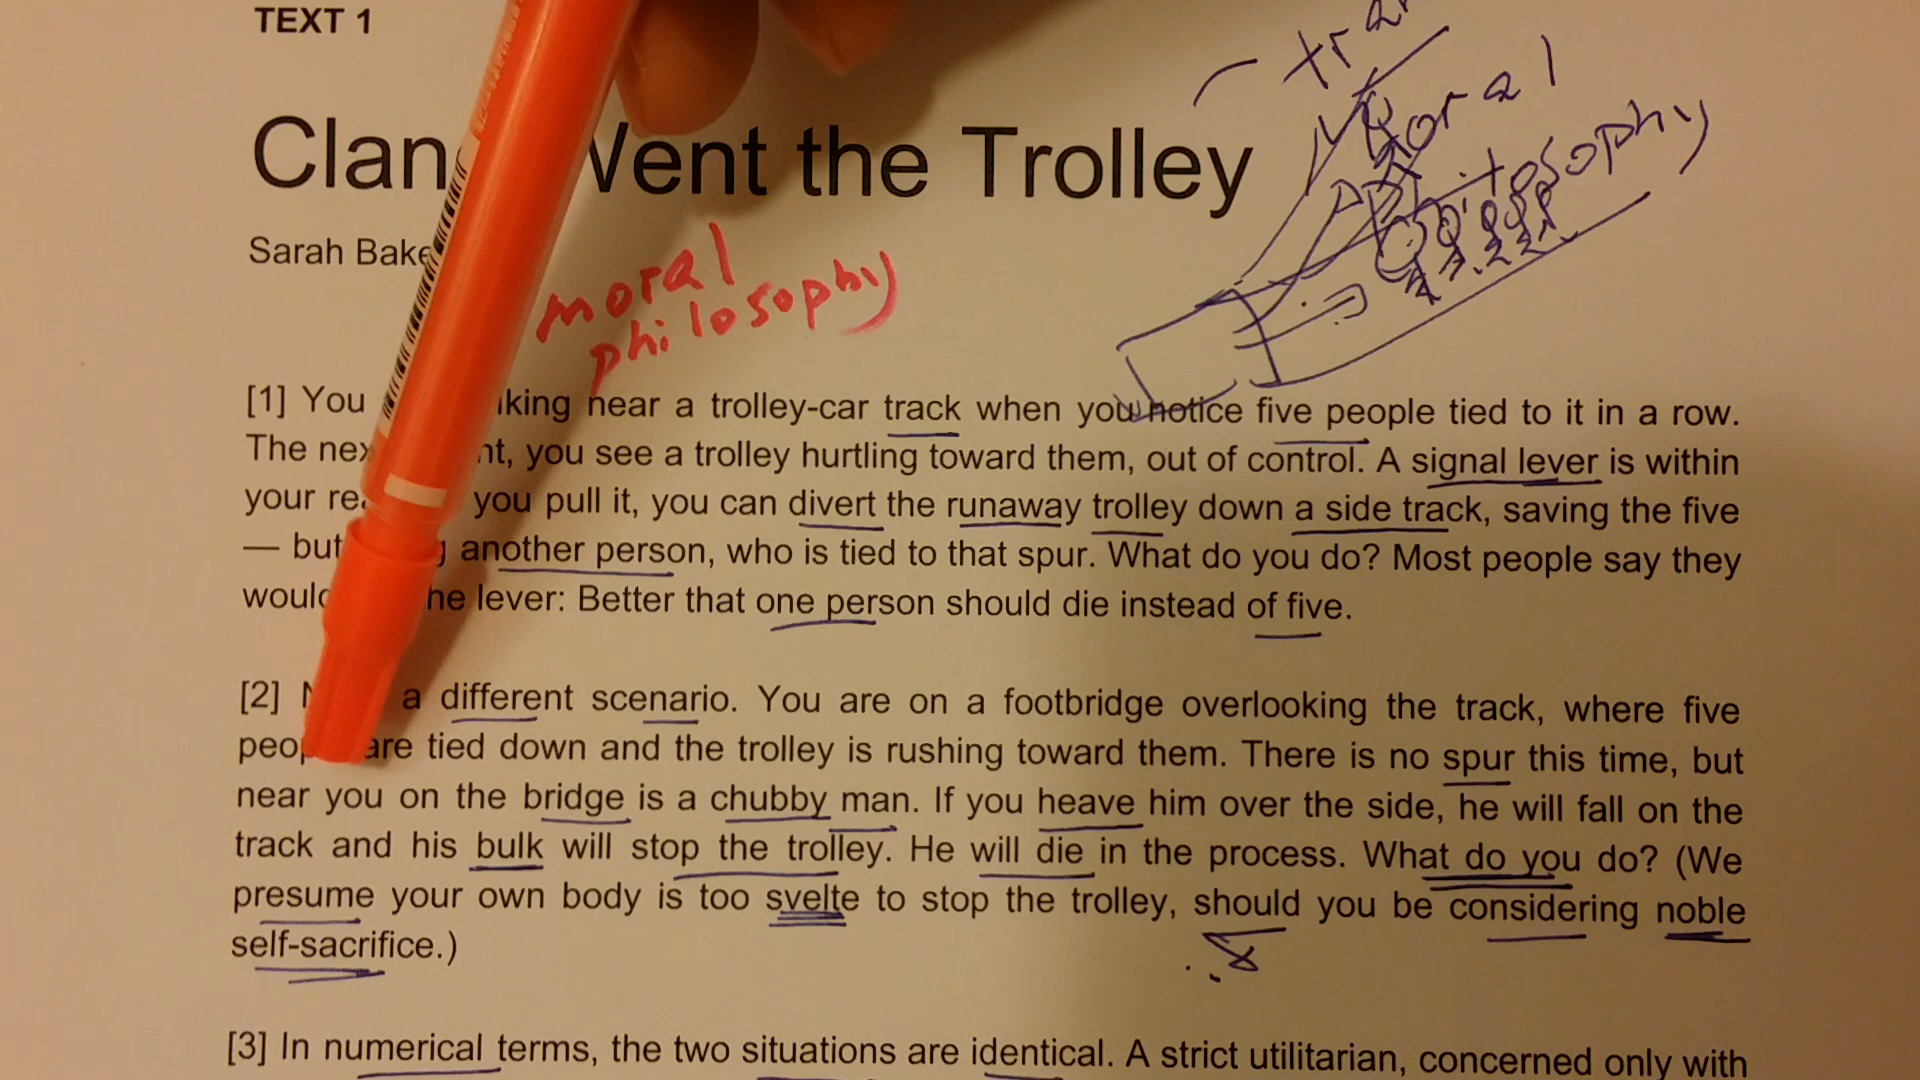 TEXT 1
Clan Went the Trolley
Sarah Bake
moral
philosophy
moral
philosophy
[1] You king near a trolley-car track when you notice five people tied to it in a row.
The nex nt, you see a trolley hurtling toward them, out of control. A signal lever is within
your rea you pull it, you can divert the runaway trolley down a side track, saving the five
— but g another person, who is tied to that spur. What do you do? Most people say they
would he lever: Better that one person should die instead of five.
[2] N a different scenario. You are on a footbridge overlooking the track, where five
peop are tied down and the trolley is rushing toward them. There is no spur this time, but
near you on the bridge is a chubby man. If you heave him over the side, he will fall on the
track and his bulk will stop the trolley. He will die in the process. What do you do? (We
presume your own body is too svelte to stop the trolley, should you be considering noble
self-sacrifice.)
[3] In numerical terms, the two situations are identical. A strict utilitarian, concerned only with